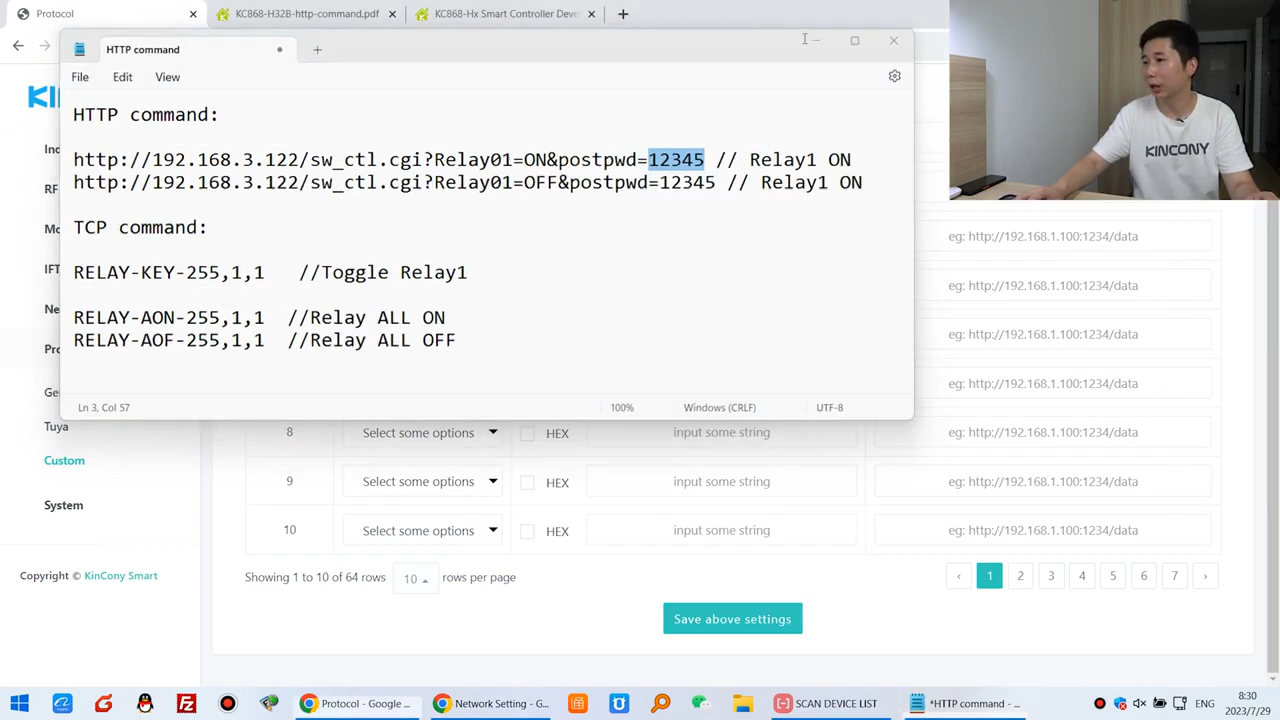 Protocol
KC868-H32B-http-command.pdf
KC868-Hx Smart Controller Deve
HTTP command
File Edit View
HTTP command:
http://192.168.3.122/sw_ctl.cgi?Relay01=ON&postpwd=12345 // Relay1 ON
http://192.168.3.122/sw_ctl.cgi?Relay01=OFF&postpwd=12345 // Relay1 ON
TCP command:
RELAY-KEY-255,1,1 //Toggle Relay1
RELAY-AON-255,1,1 //Relay ALL ON
RELAY-AOF-255,1,1 //Relay ALL OFF
Ln 3, Col 57 100% Windows (CRLF) UTF-8
KINCONY
Tuya
Custom
System
Copyright © KinCony Smart
eg: http://192.168.1.100:1234/data
eg: http://192.168.1.100:1234/data
eg: http://192.168.1.100:1234/data
eg: http://192.168.1.100:1234/data
8 Select some options HEX input some string eg: http://192.168.1.100:1234/data
9 Select some options HEX input some string eg: http://192.168.1.100:1234/data
10 Select some options HEX input some string eg: http://192.168.1.100:1234/data
Showing 1 to 10 of 64 rows 10 rows per page
‹ 1 2 3 4 5 6 7 ›
Save above settings
Protocol - Google ...
Network Setting - G...
SCAN DEVICE LIST
*HTTP command - ...
ENG
8:30
2023/7/29